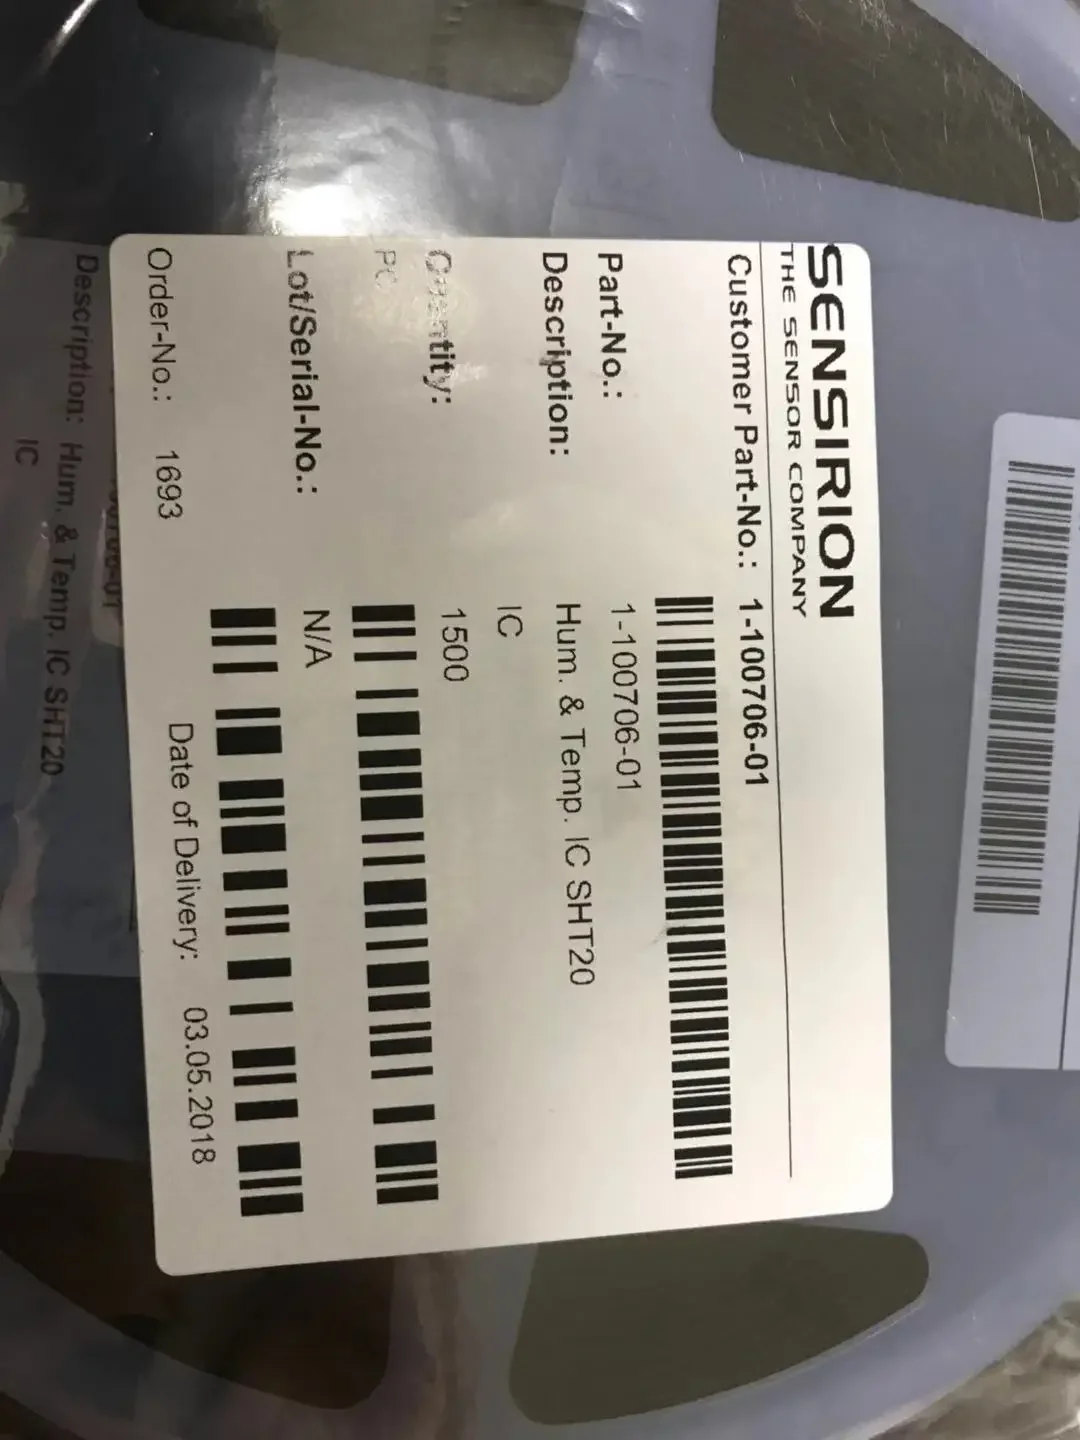 SENSIRION
THE SENSOR COMPANY
Customer Part-No.: 1-100706-01
Part-No.: 1-100706-01
Description: Hum. & Temp. IC SHT20
IC
Quantity: 1500
PC
Lot/Serial-No.: N/A
Order-No.: 1693 Date of Delivery: 03.05.2018
Description: Hum. & Temp. IC SHT20
IC